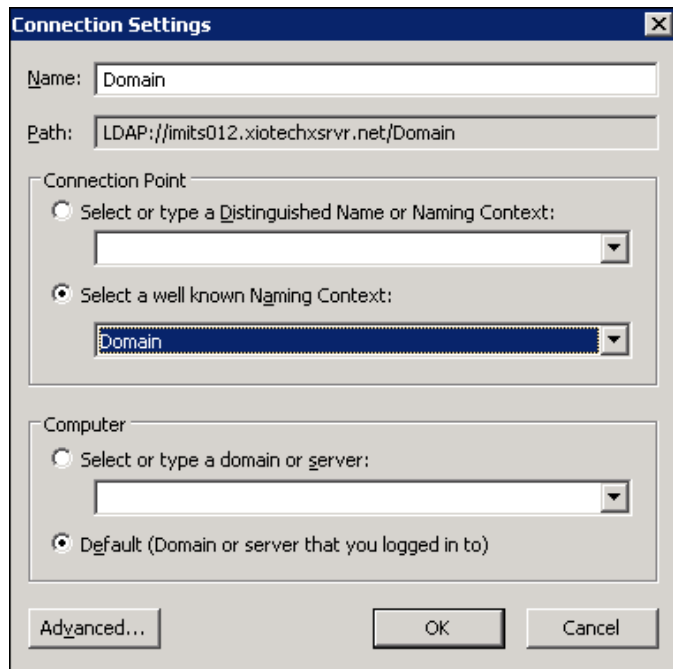 Connection Settings
Name: Domain
Path: LDAP://imits012.xiotechxsrvr.net/Domain
Connection Point
Select or type a Distinguished Name or Naming Context:
Select a well known Naming Context:
Domain
Computer
Select or type a domain or server:
Default (Domain or server that you logged in to)
Advanced... OK Cancel